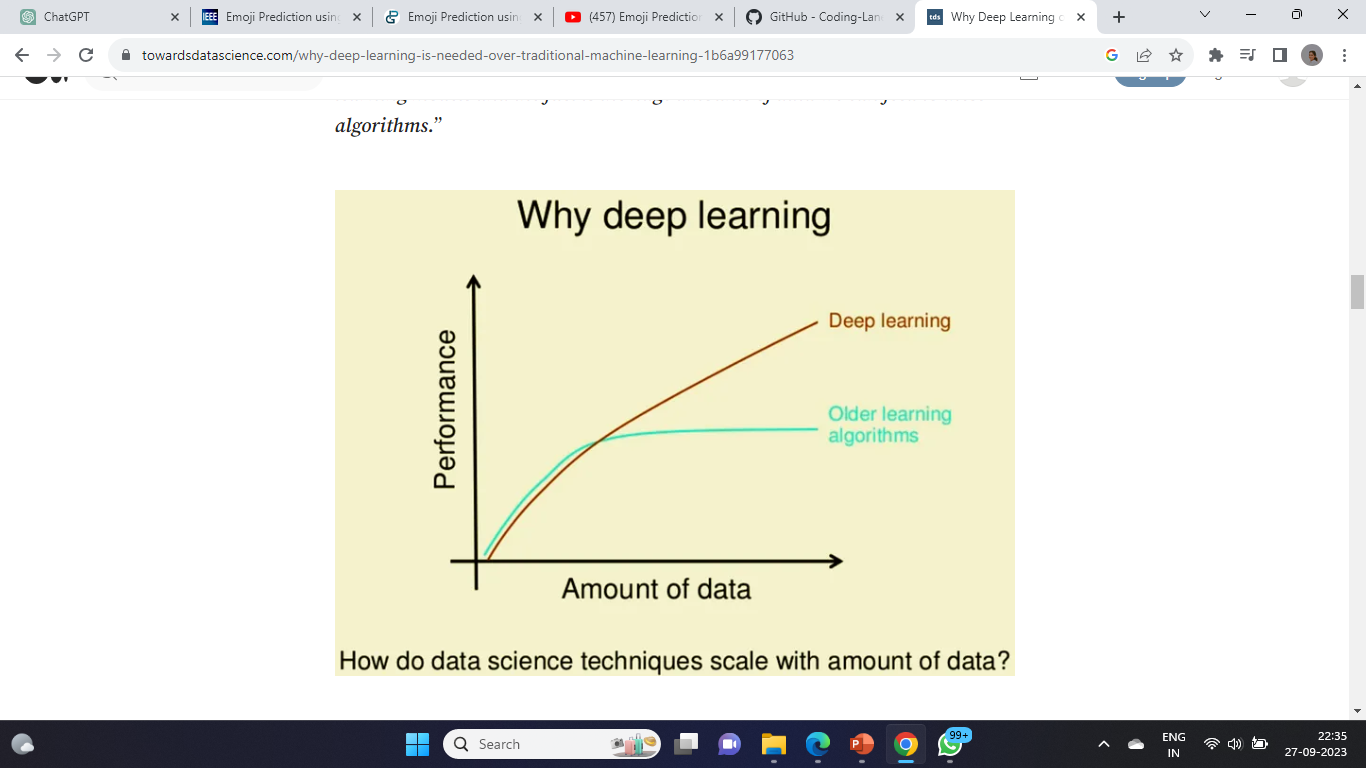 ChatGPT
Emoji Prediction using
Emoji Prediction usin
(457) Emoji Prediction
GitHub - Coding-Lan
tds
Why Deep Learning
towardsdatascience.com/why-deep-learning-is-needed-over-traditional-machine-learning-1b6a99177063
algorithms.”
Why deep learning
Performance
Deep learning
Older learning
algorithms
Amount of data
How do data science techniques scale with amount of data?
Search
99+
ENG
IN
22:35
27-09-2023